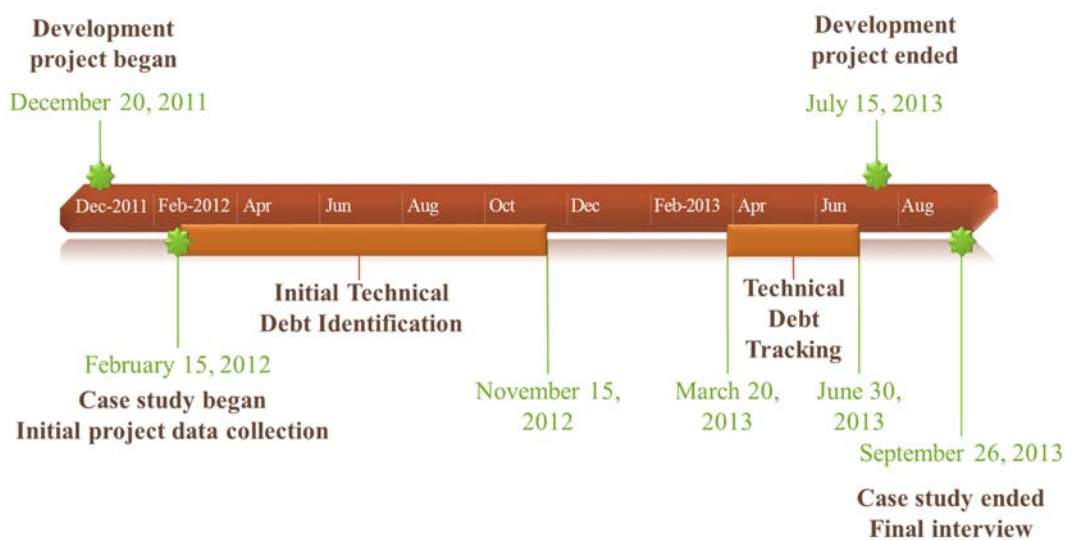 Development
project began
December 20, 2011
Development
project ended
July 15, 2013
Dec-2011 Feb-2012 Apr Jun Aug Oct Dec Feb-2013 Apr Jun Aug
Initial Technical
Debt Identification
Technical
Debt
Tracking
February 15, 2012
Case study began
Initial project data collection
November 15,
2012
March 20,
2013
June 30,
2013
September 26, 2013
Case study ended
Final interview